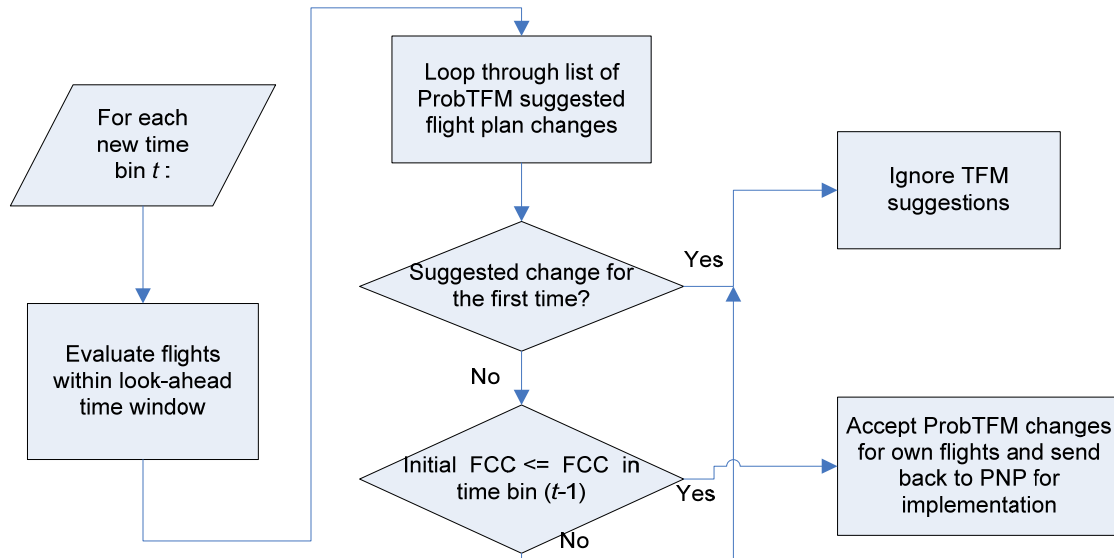 For each
new time
bin t :
Evaluate flights
within look-ahead
time window
Loop through list of
ProbTFM suggested
flight plan changes
Suggested change for
the first time?
Yes
No
Ignore TFM
suggestions
Initial FCC <= FCC in
time bin (t-1)
Yes
No
Accept ProbTFM changes
for own flights and send
back to PNP for
implementation